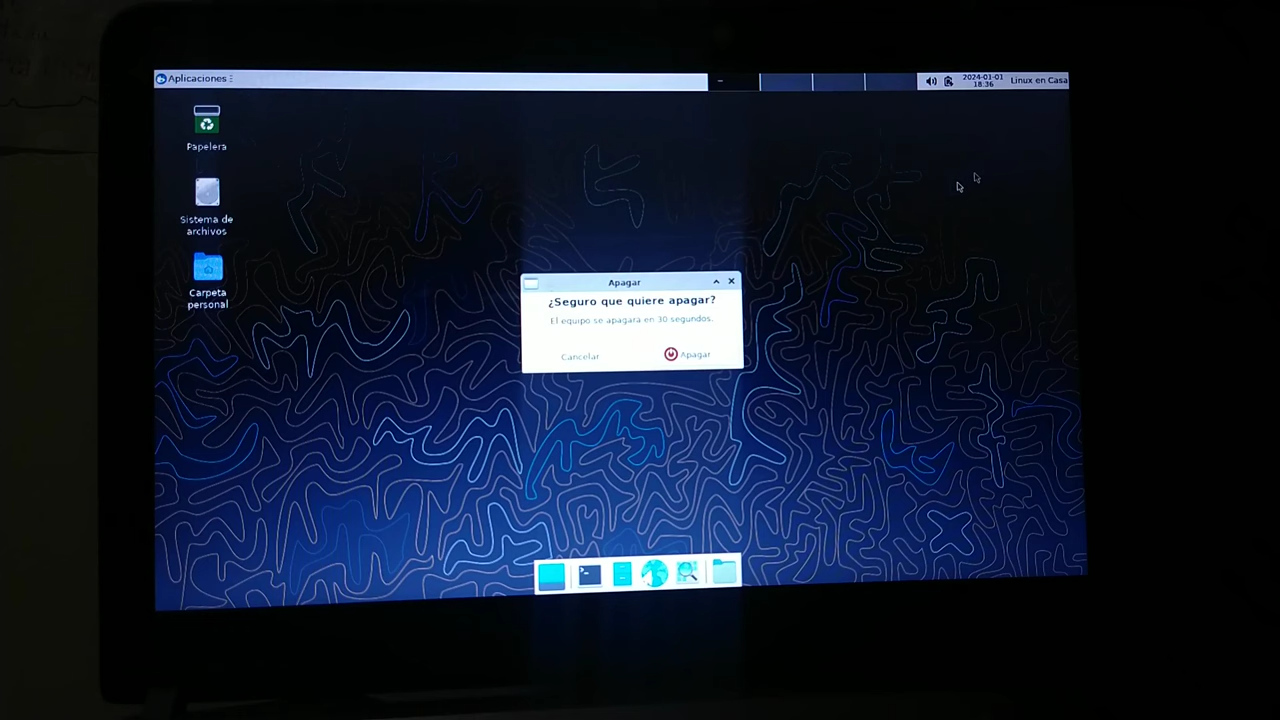 Aplicaciones
2024-01-01
18:36
Linux en Casa
Papelera
Sistema de
archivos
Carpeta
personal
Apagar
¿Seguro que quiere apagar?
El equipo se apagará en 30 segundos.
Cancelar
Apagar